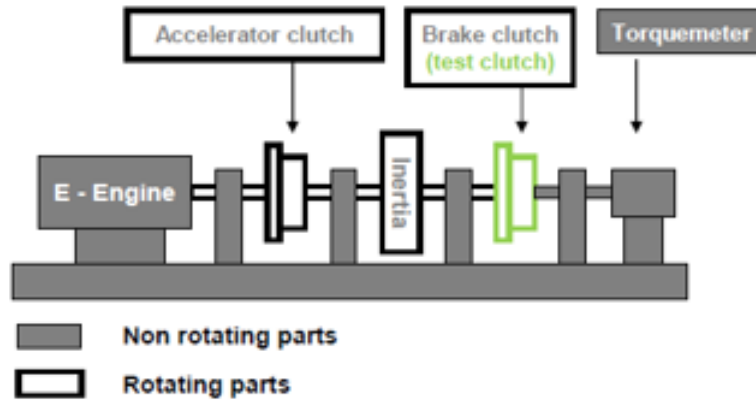 Accelerator clutch
Brake clutch
(test clutch)
Torquemeter
E - Engine
Inertia
Non rotating parts
Rotating parts